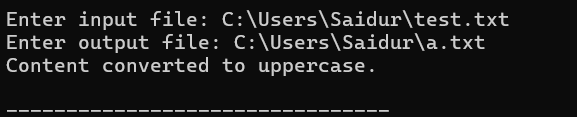 Enter input file: C:\Users\Saidur\test.txt
Enter output file: C:\Users\Saidur\a.txt
Content converted to uppercase.

--------------------------------